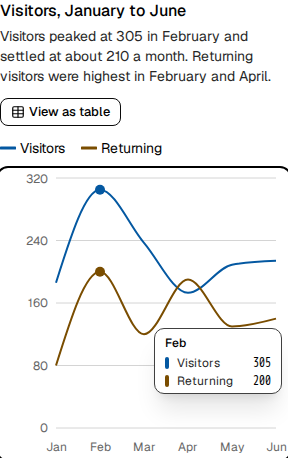 Visitors, January to June
Visitors peaked at 305 in February and
settled at about 210 a month. Returning
visitors were highest in February and April.
View as table
Visitors Returning
320
240
160
80
0
Feb
Visitors 305
Returning 200
Jan Feb Mar Apr May Jun